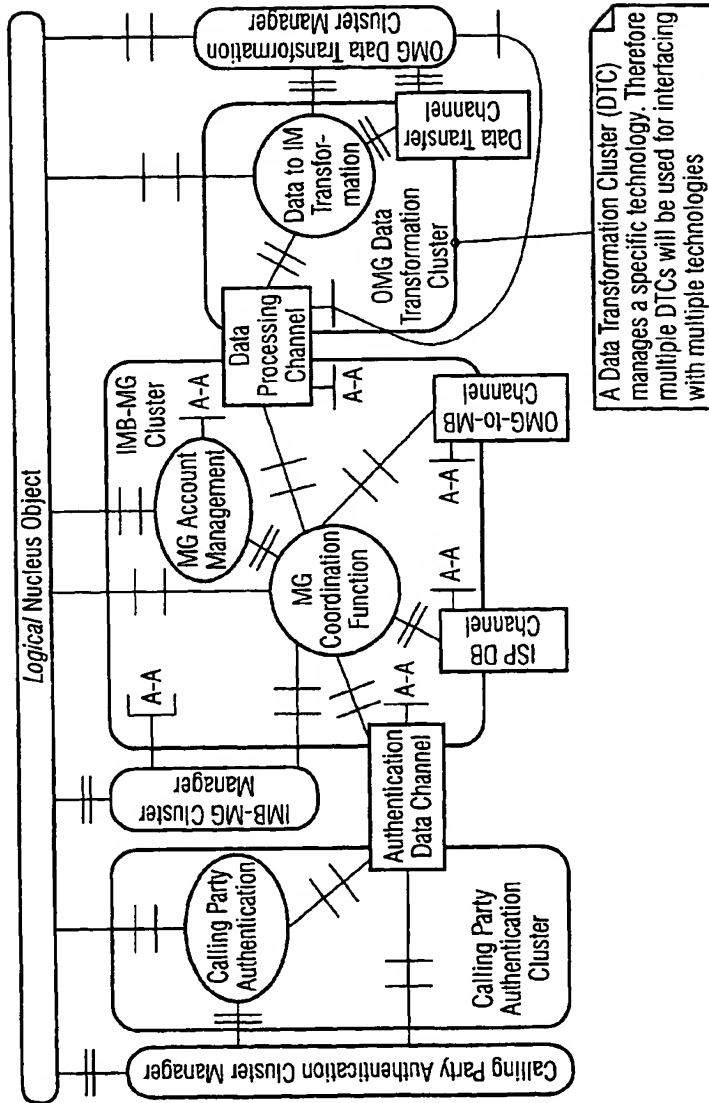 Logical Nucleus Object
Calling Party Authentication Cluster Manager
Calling Party
Authentication
Calling Party
Authentication
Cluster
Authentication
Data Channel
IMB-MG Cluster
Manager
A-A
IMB-MG
Cluster
MG Account
Management
A-A
MG
Coordination
Function
A-A
ISP DB
Channel
A-A
OMG-to-MB
Channel
A-A
Data
Processing
Channel
A-A
OMG Data
Transformation
Cluster
Data to IM
Transfor-
mation
Data Transfer
Channel
OMG Data Transformation
Cluster Manager
A Data Transformation Cluster (DTC)
manages a specific technology. Therefore
multiple DTCs will be used for interfacing
with multiple technologies